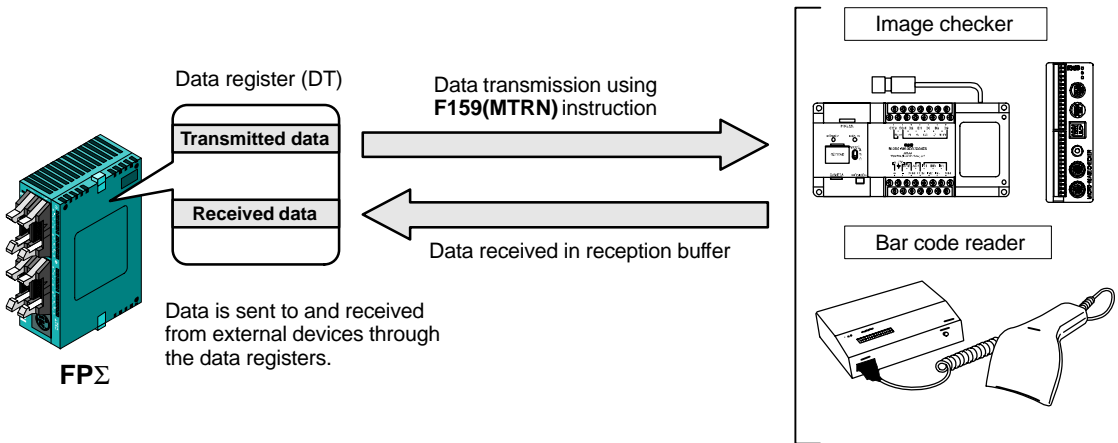 Image checker
Data register (DT)
Data transmission using
F159(MTRN) instruction
Transmitted data
Received data
Data received in reception buffer
Bar code reader
Data is sent to and received
from external devices through
the data registers.
FPΣ